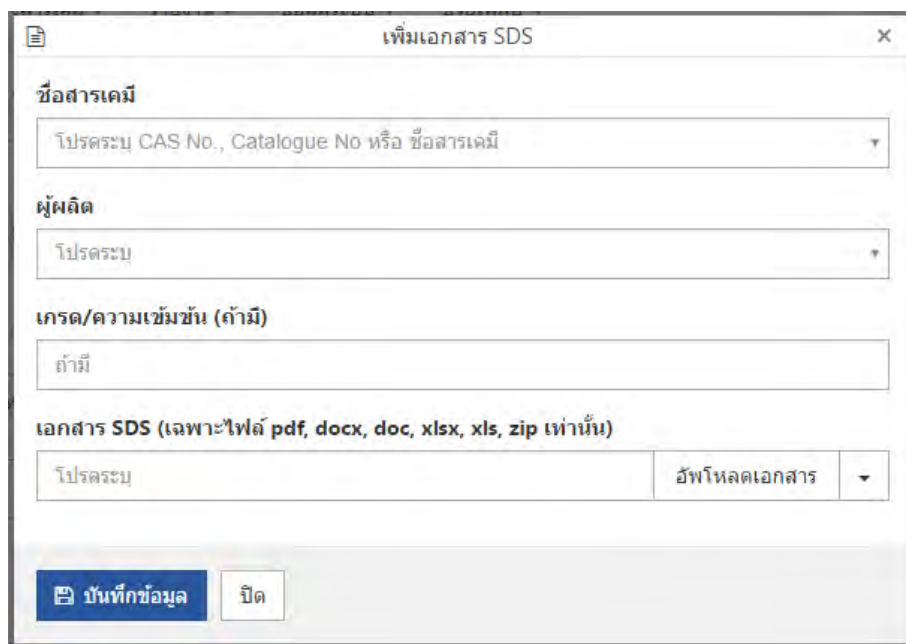 เพิ่มเอกสาร SDS
×
ชื่อสารเคมี
โปรดระบุ CAS No., Catalogue No หรือ ชื่อสารเคมี
ผู้ผลิต
โปรดระบุ
เกรด/ความเข้มข้น (ถ้ามี)
ถ้ามี
เอกสาร SDS (เฉพาะไฟล์ pdf, docx, doc, xlsx, xls, zip เท่านั้น)
โปรดระบุ อัพโหลดเอกสาร
บันทึกข้อมูล ปิด